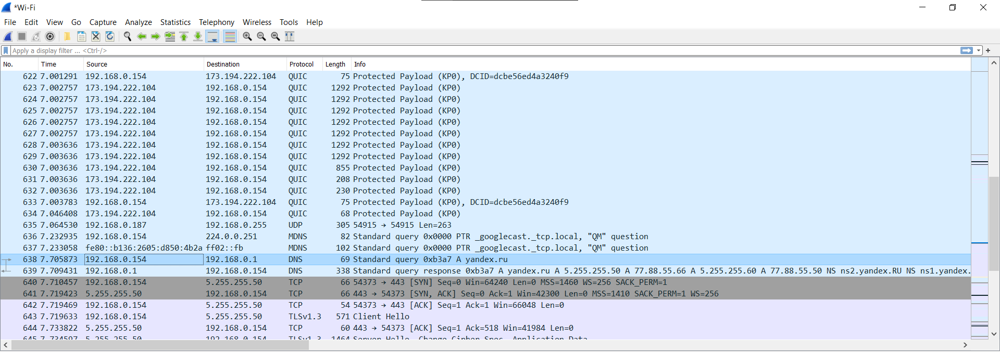 *Wi-Fi
File Edit View Go Capture Analyze Statistics Telephony Wireless Tools Help
Apply a display filter ... <Ctrl-/>
No. Time Source Destination Protocol Length Info
622 7.001291 192.168.0.154 173.194.222.104 QUIC 75 Protected Payload (KP0), DCID=dcbe56ed4a3240f9
623 7.002757 173.194.222.104 192.168.0.154 QUIC 1292 Protected Payload (KP0)
624 7.002757 173.194.222.104 192.168.0.154 QUIC 1292 Protected Payload (KP0)
625 7.002757 173.194.222.104 192.168.0.154 QUIC 1292 Protected Payload (KP0)
626 7.002757 173.194.222.104 192.168.0.154 QUIC 1292 Protected Payload (KP0)
627 7.002757 173.194.222.104 192.168.0.154 QUIC 1292 Protected Payload (KP0)
628 7.003636 173.194.222.104 192.168.0.154 QUIC 1292 Protected Payload (KP0)
629 7.003636 173.194.222.104 192.168.0.154 QUIC 1292 Protected Payload (KP0)
630 7.003636 173.194.222.104 192.168.0.154 QUIC 855 Protected Payload (KP0)
631 7.003636 173.194.222.104 192.168.0.154 QUIC 208 Protected Payload (KP0)
632 7.003636 173.194.222.104 192.168.0.154 QUIC 230 Protected Payload (KP0)
633 7.003783 192.168.0.154 173.194.222.104 QUIC 75 Protected Payload (KP0), DCID=dcbe56ed4a3240f9
634 7.046408 173.194.222.104 192.168.0.154 QUIC 68 Protected Payload (KP0)
635 7.064530 192.168.0.187 192.168.0.255 UDP 305 54915 → 54915 Len=263
636 7.232935 192.168.0.154 224.0.0.251 MDNS 82 Standard query 0x0000 PTR _googlecast._tcp.local, "QM" question
637 7.233058 fe80::b136:2605:d850:4b2a ff02::fb MDNS 102 Standard query 0x0000 PTR _googlecast._tcp.local, "QM" question
638 7.705873 192.168.0.154 192.168.0.1 DNS 69 Standard query 0xb3a7 A yandex.ru
639 7.709431 192.168.0.1 192.168.0.154 DNS 338 Standard query response 0xb3a7 A yandex.ru A 5.255.255.50 A 77.88.55.66 A 5.255.255.60 A 77.88.55.50 NS ns2.yandex.RU NS ns1.yandex.
640 7.710457 192.168.0.154 5.255.255.50 TCP 66 54373 → 443 [SYN] Seq=0 Win=64240 Len=0 MSS=1460 WS=256 SACK_PERM=1
641 7.719423 5.255.255.50 192.168.0.154 TCP 66 443 → 54373 [SYN, ACK] Seq=0 Ack=1 Win=42300 Len=0 MSS=1410 SACK_PERM=1 WS=256
642 7.719469 192.168.0.154 5.255.255.50 TCP 54 54373 → 443 [ACK] Seq=1 Ack=1 Win=66048 Len=0
643 7.719633 192.168.0.154 5.255.255.50 TLSv1.3 571 Client Hello
644 7.733822 5.255.255.50 192.168.0.154 TCP 60 443 → 54373 [ACK] Seq=1 Ack=518 Win=41984 Len=0
645 7.734597 5.255.255.50 192.168.0.154 TLSv1.3 1464 Server Hello, Change Cipher Spec, Application Data